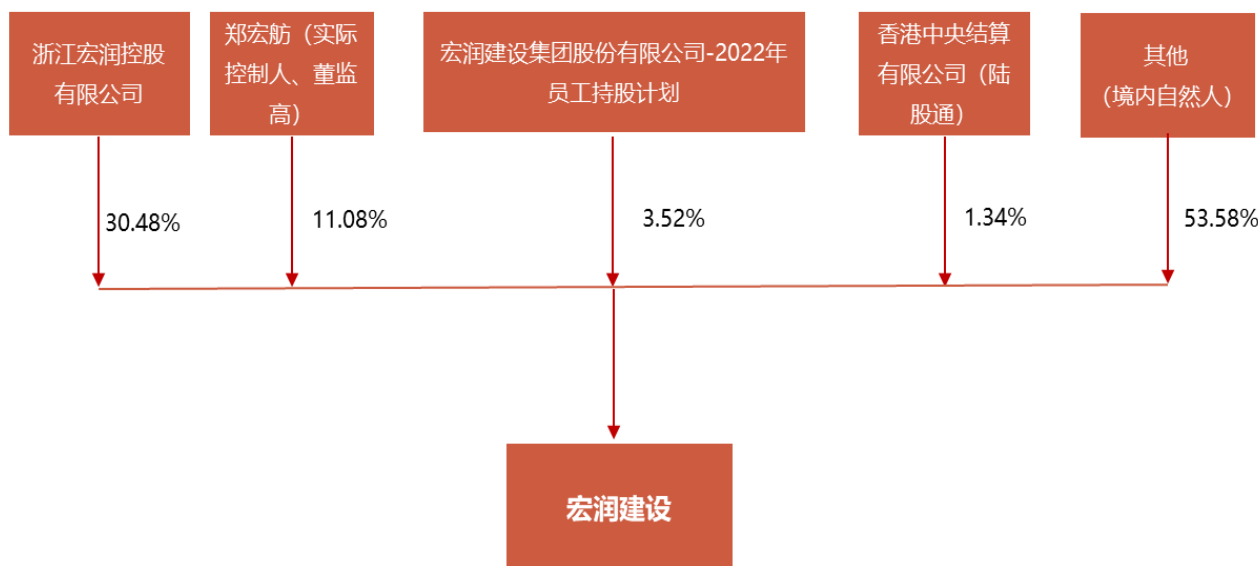 浙江宏润控股
有限公司
郑宏舫（实际
控制人、董监
高）
宏润建设集团股份有限公司-2022年
员工持股计划
香港中央结算
有限公司（陆
股通）
其他
（境内自然人）
30.48%
11.08%
3.52%
1.34%
53.58%
宏润建设